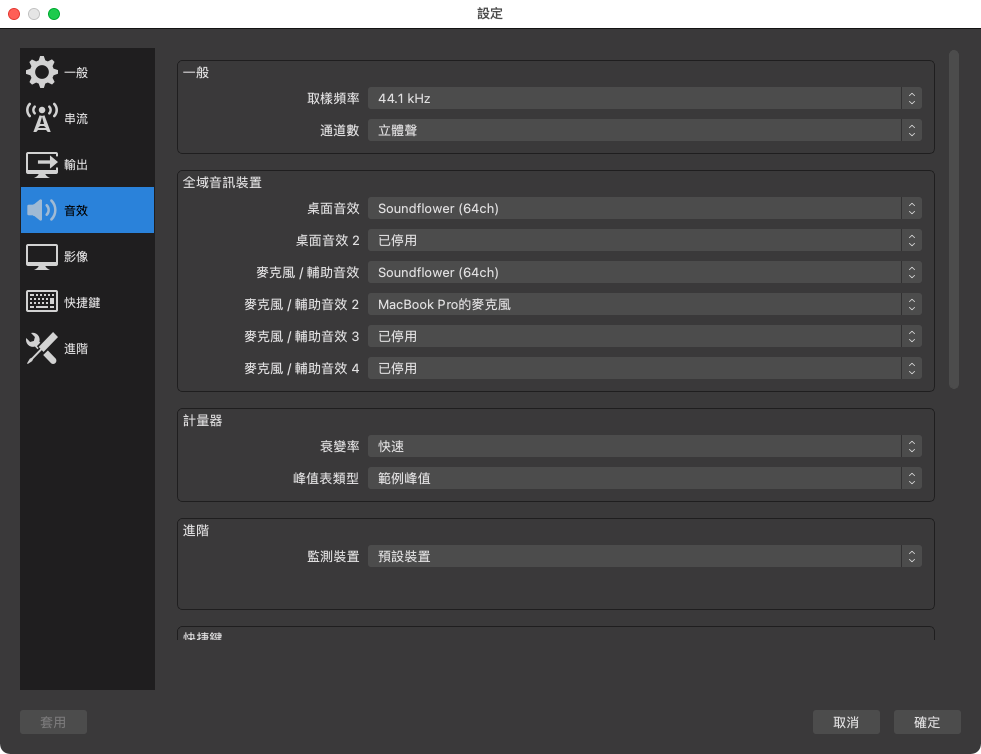 設定
一般
串流
輸出
音效
影像
快捷鍵
進階
一般
取樣頻率 44.1 kHz
通道數 立體聲
全域音訊裝置
桌面音效 Soundflower (64ch)
桌面音效 2 已停用
麥克風 / 輔助音效 Soundflower (64ch)
麥克風 / 輔助音效 2 MacBook Pro的麥克風
麥克風 / 輔助音效 3 已停用
麥克風 / 輔助音效 4 已停用
計量器
衰變率 快速
峰值表類型 範例峰值
進階
監測裝置 預設裝置
快捷鍵
套用
取消
確定